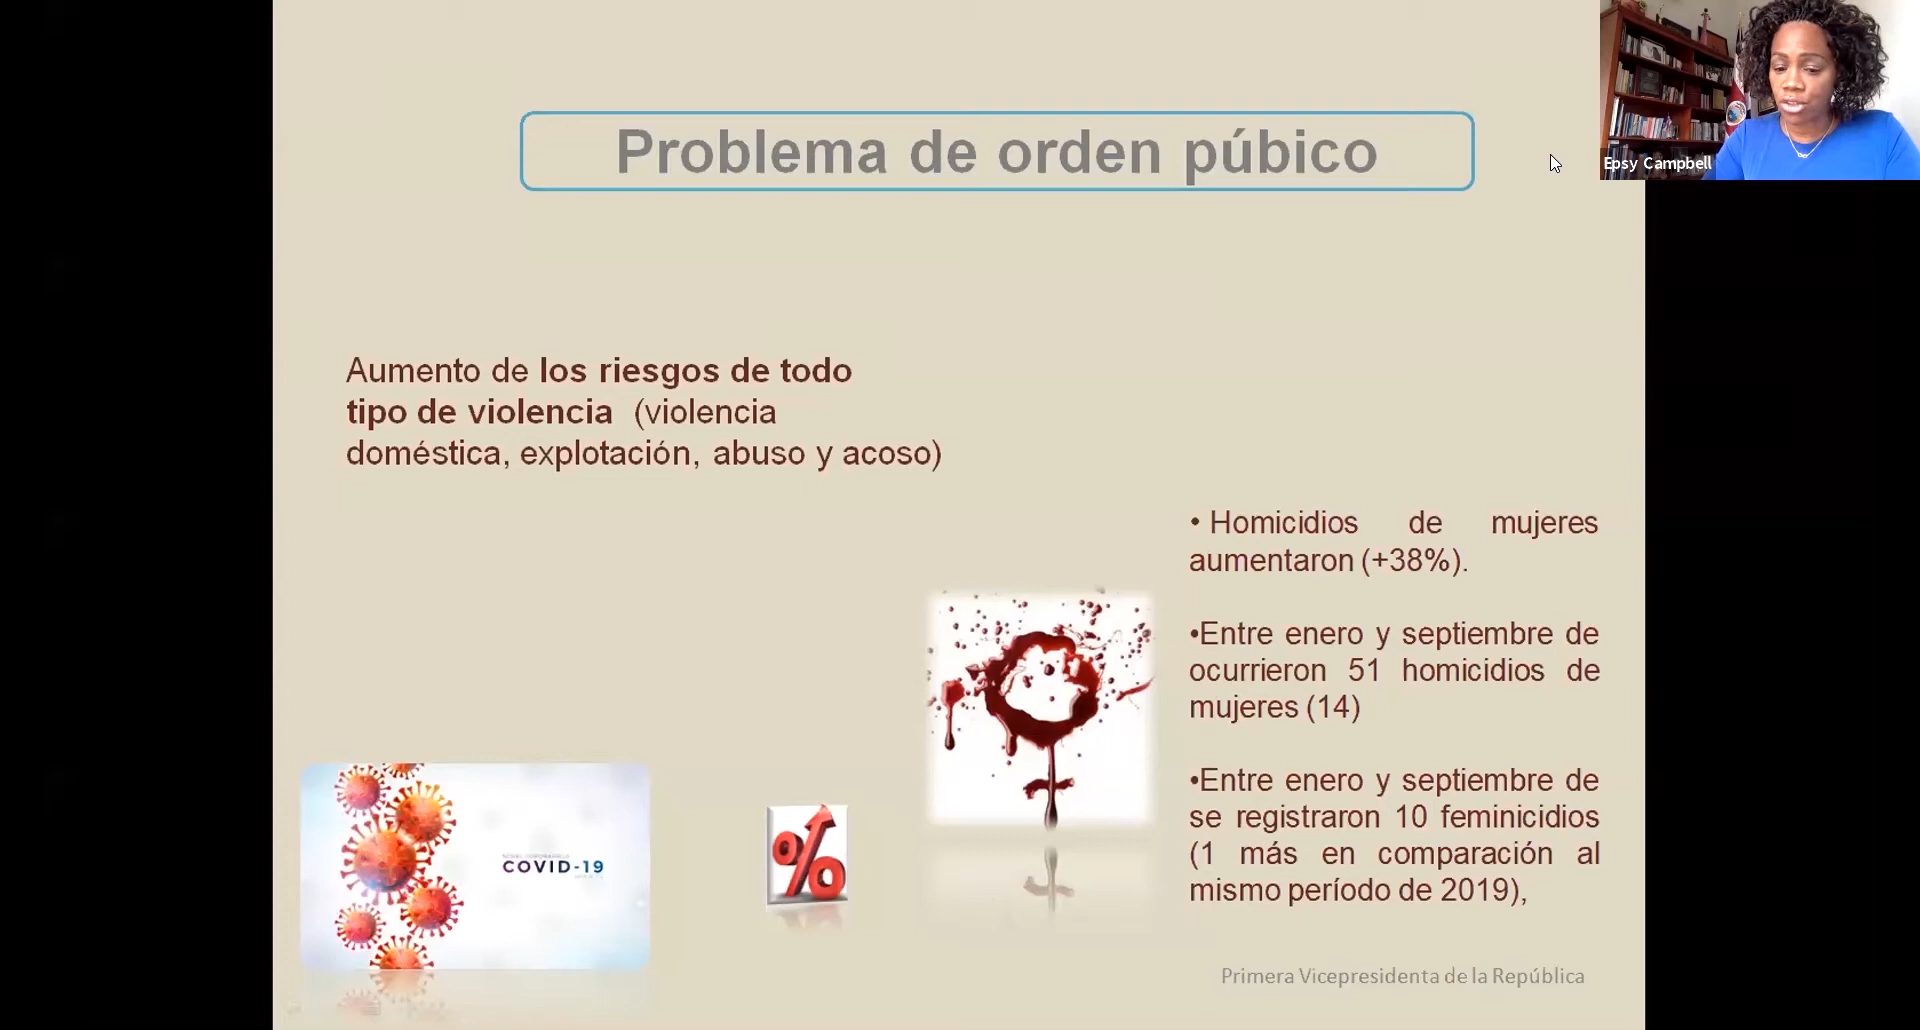 Problema de orden púbico
Epsy Campbell
Aumento de los riesgos de todo
tipo de violencia (violencia
doméstica, explotación, abuso y acoso)
• Homicidios de mujeres
aumentaron (+38%).
•Entre enero y septiembre de
ocurrieron 51 homicidios de
mujeres (14)
•Entre enero y septiembre de
se registraron 10 feminicidios
(1 más en comparación al
mismo período de 2019),
COVID-19
%
Primera Vicepresidenta de la República